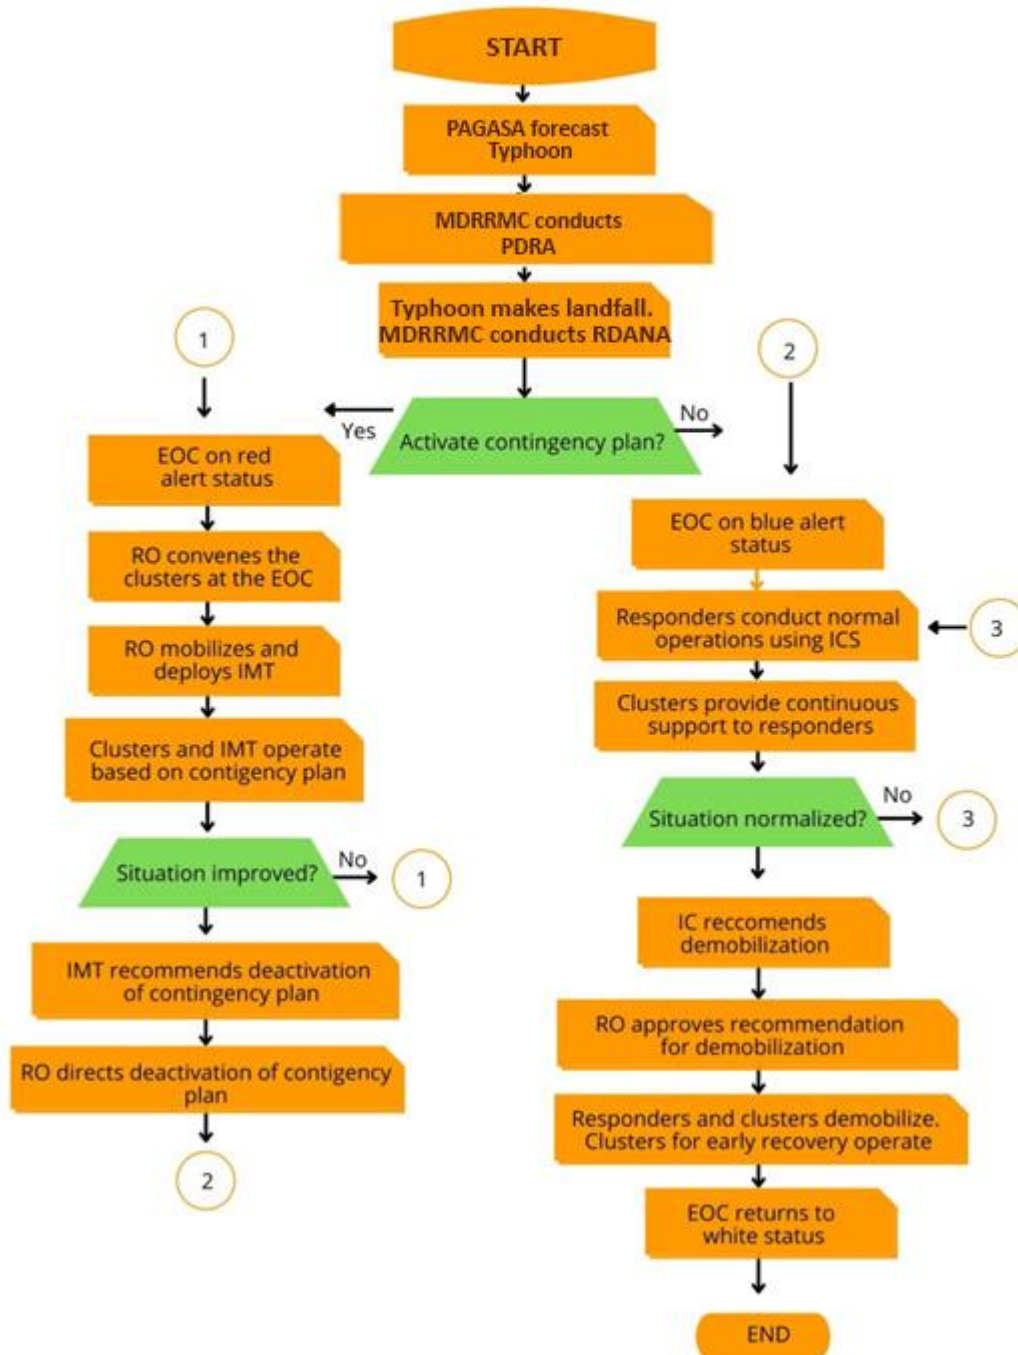 START
PAGASA forecast
Typhoon
MDRRMC conducts
PDRA
Typhoon makes landfall.
MDRRMC conducts RDANA
Activate contingency plan?
Yes
No
1
EOC on red
alert status
RO convenes the
clusters at the EOC
RO mobilizes and
deploys IMT
Clusters and IMT operate
based on contigency plan
Situation improved?
No
1
IMT recommends deactivation
of contingency plan
RO directs deactivation of contigency
plan
2
2
EOC on blue alert
status
Responders conduct normal
operations using ICS
3
Clusters provide continuous
support to responders
Situation normalized?
No
3
IC reccomends
demobilization
RO approves recommendation
for demobilization
Responders and clusters demobilize.
Clusters for early recovery operate
EOC returns to
white status
END